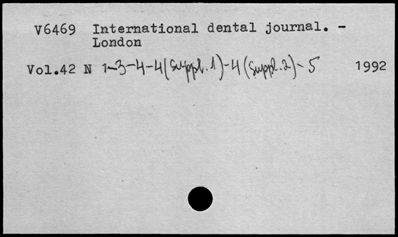 V6469 International dental journal. -
London
Vol.42 N 1-3-4-4(Suppl.1)-4(Suppl.2)-5 1992